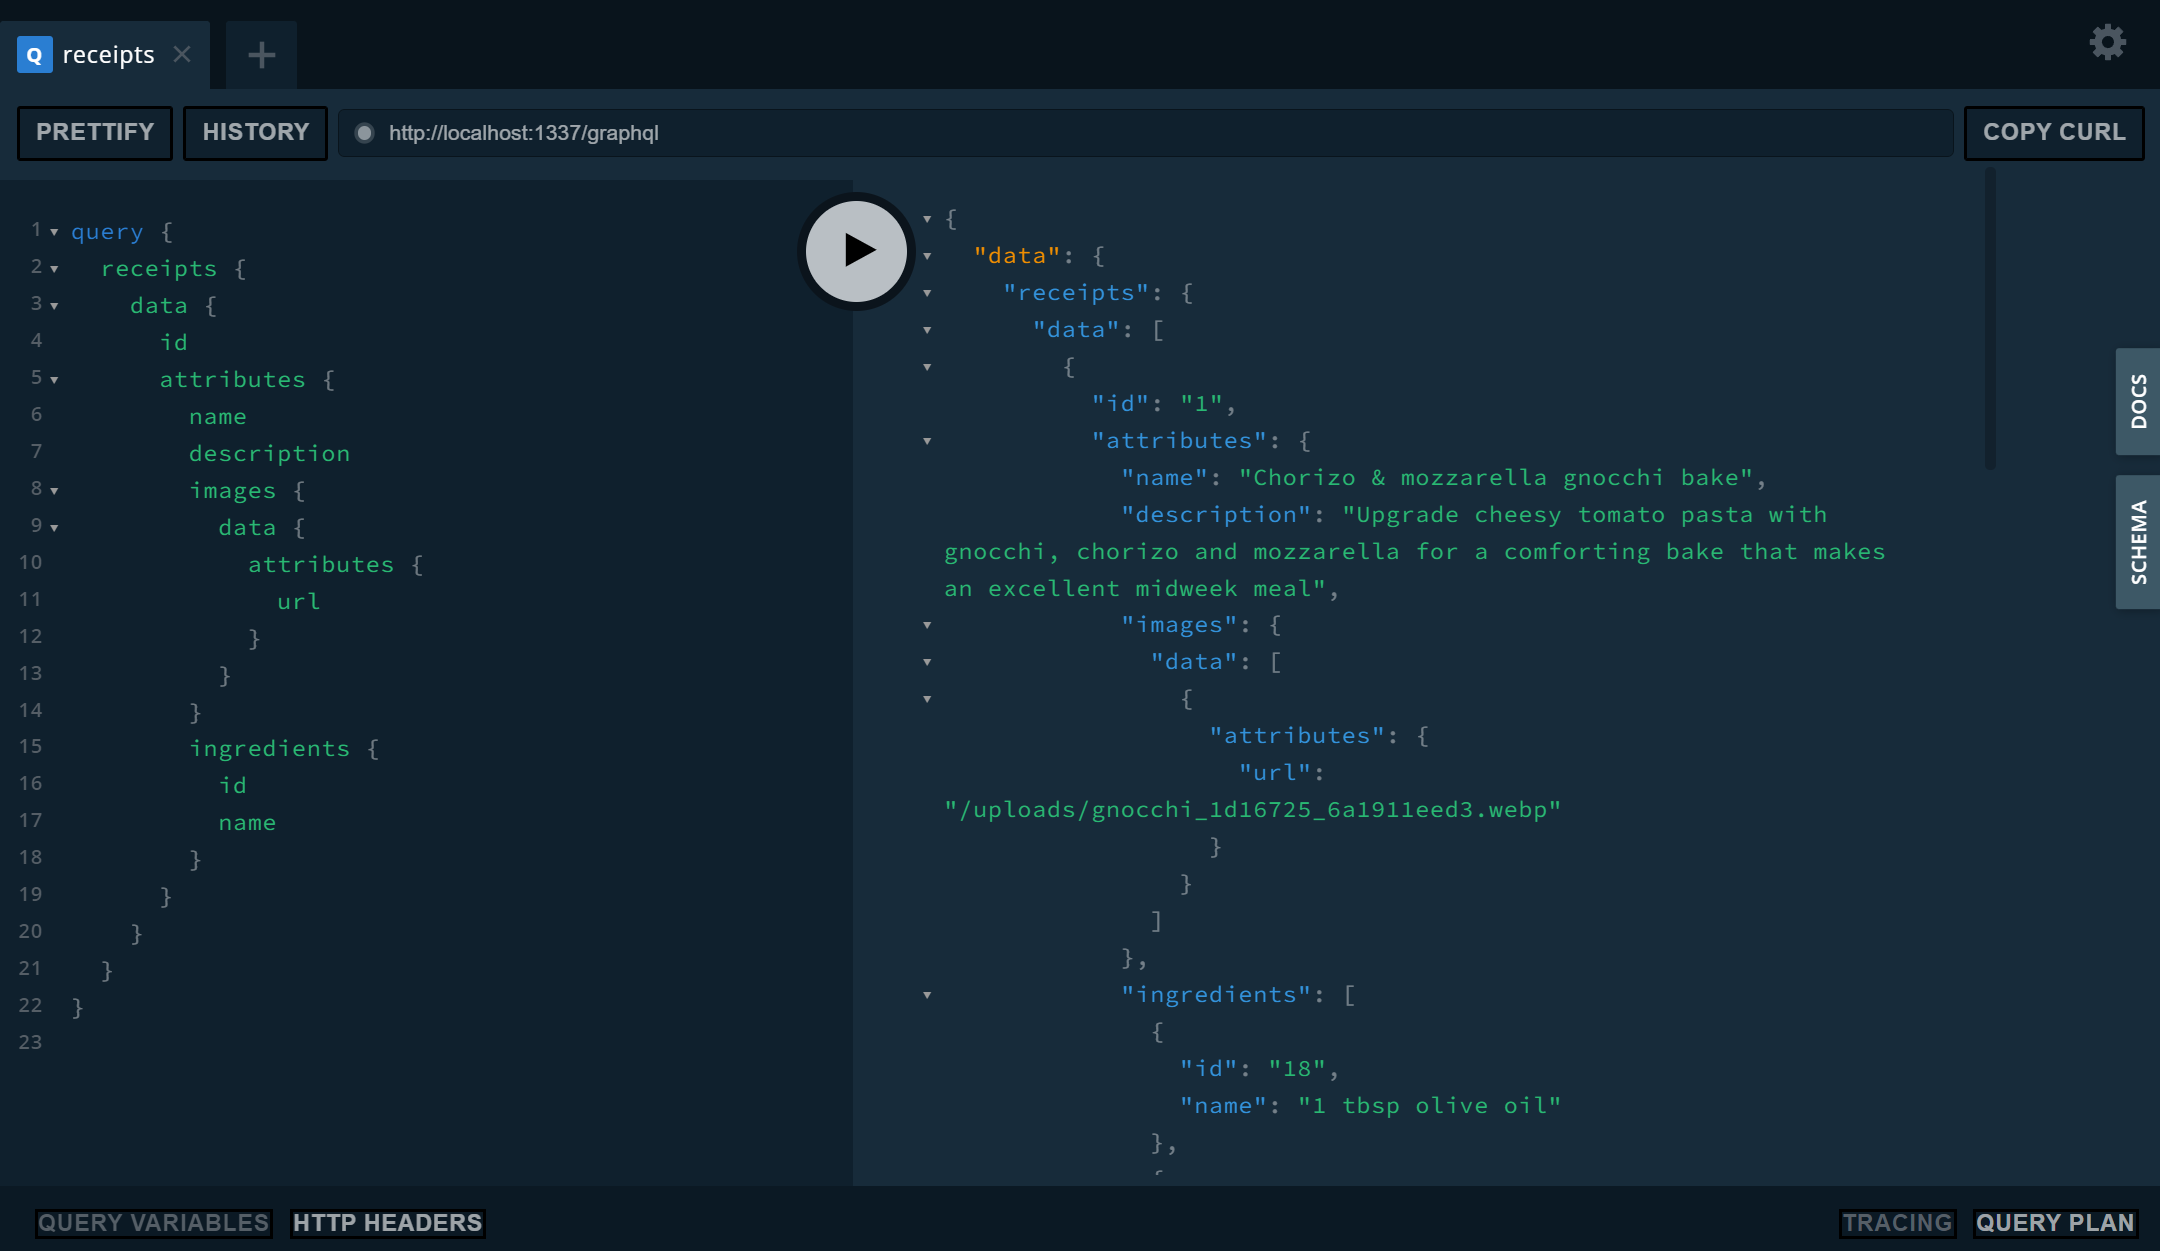 Q receipts
PRETTIFY HISTORY http://localhost:1337/graphql COPY CURL
1 query {
2 receipts {
3 data {
4 id
5 attributes {
6 name
7 description
8 images {
9 data {
10 attributes {
11 url
12 }
13 }
14 }
15 ingredients {
16 id
17 name
18 }
19 }
20 }
21 }
22 }
23
{
"data": {
"receipts": {
"data": [
{
"id": "1",
"attributes": {
"name": "Chorizo & mozzarella gnocchi bake",
"description": "Upgrade cheesy tomato pasta with
gnocchi, chorizo and mozzarella for a comforting bake that makes
an excellent midweek meal",
"images": {
"data": [
{
"attributes": {
"url":
"/uploads/gnocchi_1d16725_6a1911eed3.webp"
}
}
]
},
"ingredients": [
{
"id": "18",
"name": "1 tbsp olive oil"
},
DOCS
SCHEMA
QUERY VARIABLES HTTP HEADERS TRACING QUERY PLAN